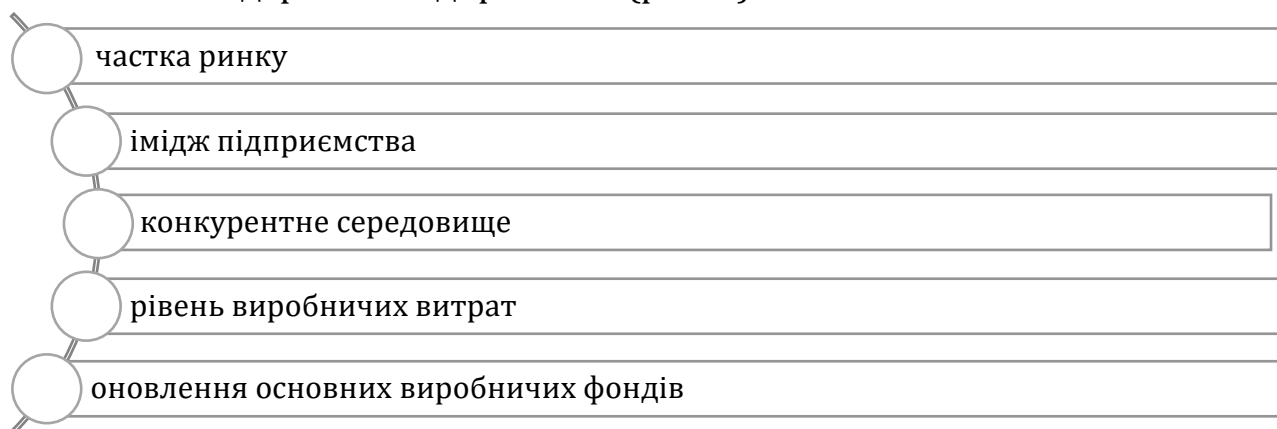 частка ринку
імідж підприємства
конкурентне середовище
рівень виробничих витрат
оновлення основних виробничих фондів